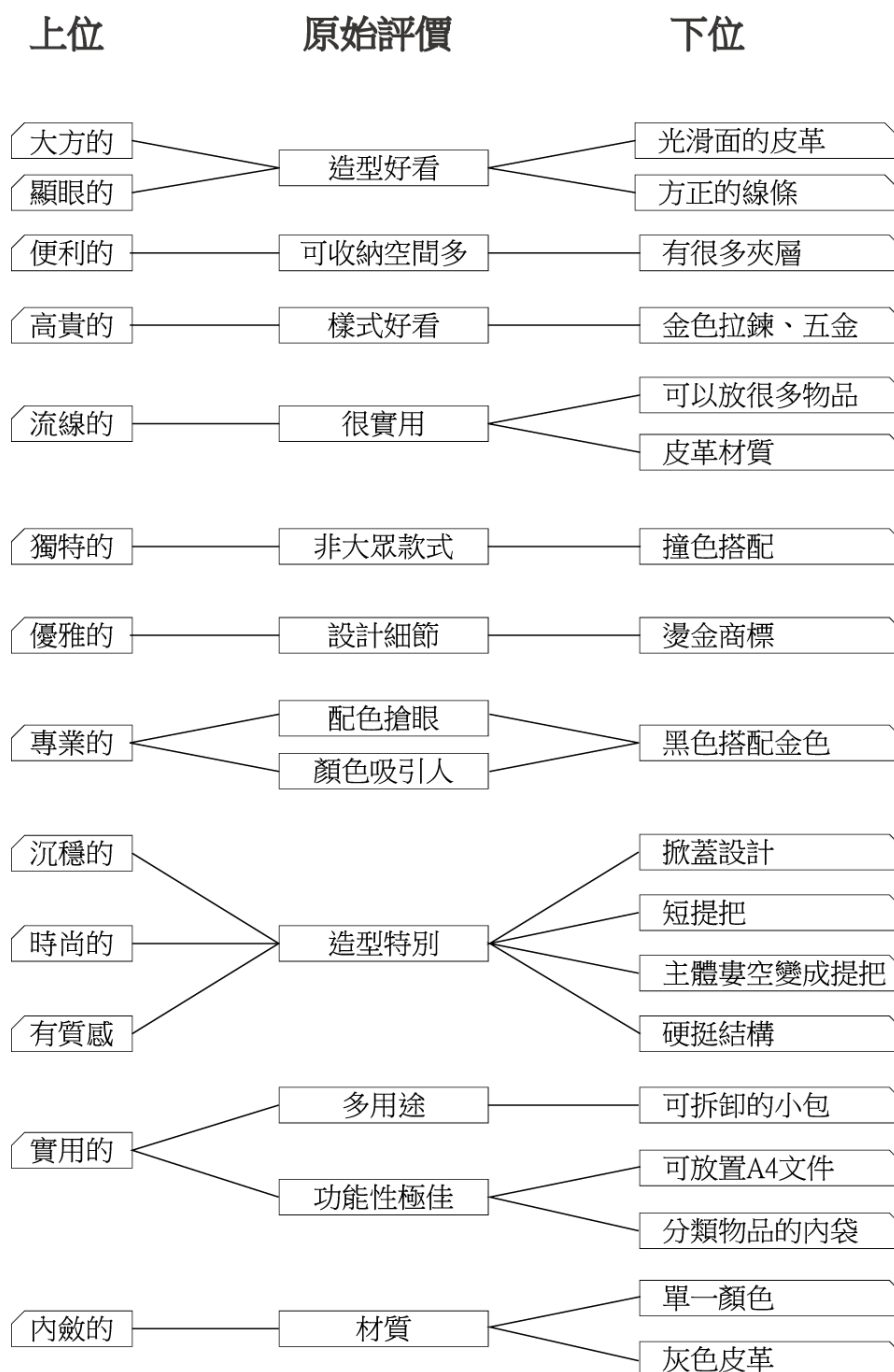 上位 原始評價 下位
大方的 造型好看 光滑面的皮革
顯眼的 方正的線條
便利的 可收納空間多 有很多夾層
高貴的 樣式好看 金色拉鍊、五金
流線的 很實用 可以放很多物品
皮革材質
獨特的 非大眾款式 撞色搭配
優雅的 設計細節 燙金商標
專業的 配色搶眼 黑色搭配金色
顏色吸引人
沉穩的 造型特別 掀蓋設計
時尚的 短提把
主體婁空變成提把
有質感 硬挺結構
實用的 多用途 可拆卸的小包
功能性極佳 可放置A4文件
分類物品的內袋
內斂的 材質 單一顏色
灰色皮革